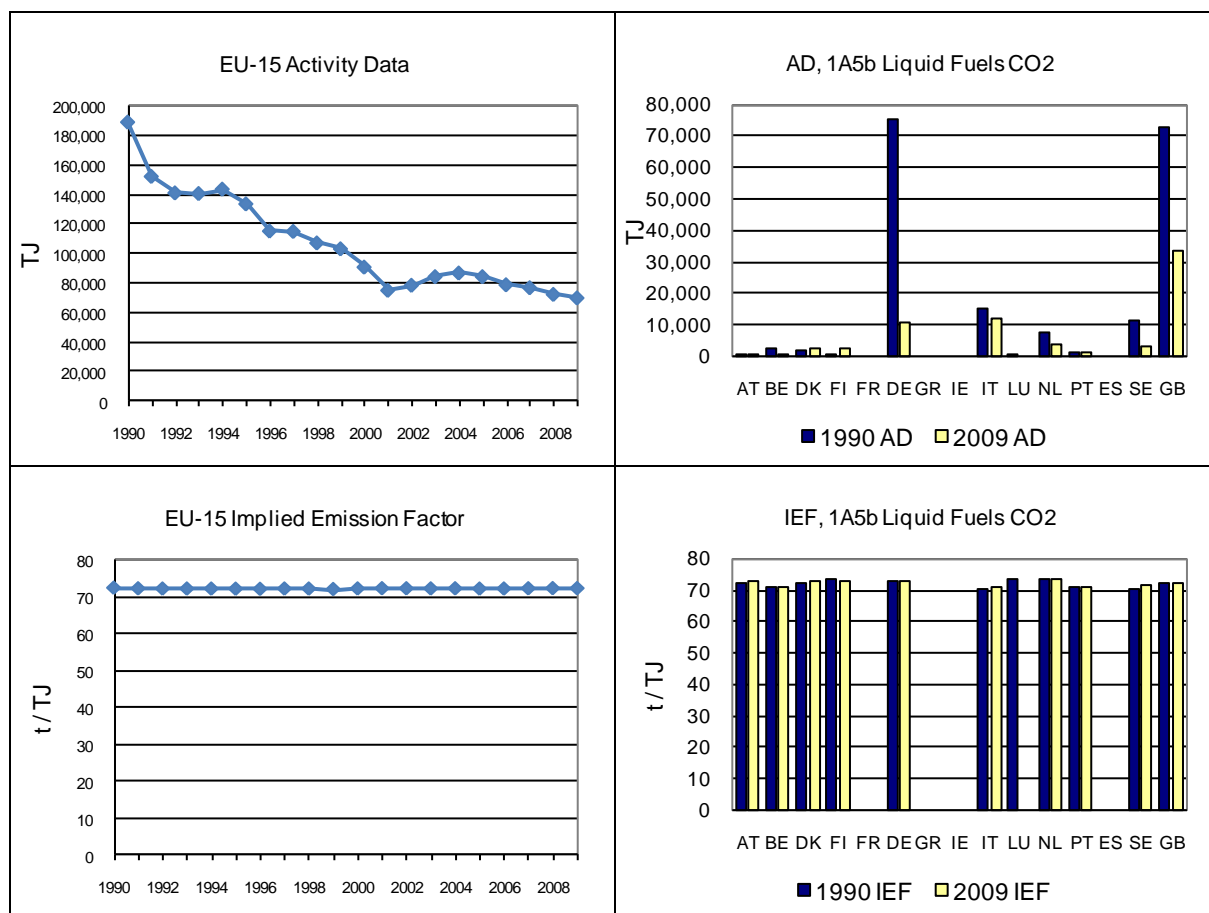 EU-15 Activity Data
TJ
200,000
180,000
160,000
140,000
120,000
100,000
80,000
60,000
40,000
20,000
0
1990 1992 1994 1996 1998 2000 2002 2004 2006 2008
AD, 1A5b Liquid Fuels CO2
TJ
80,000
70,000
60,000
50,000
40,000
30,000
20,000
10,000
0
AT BE DK FI FR DE GR IE IT LU NL PT ES SE GB
1990 AD 2009 AD
EU-15 Implied Emission Factor
t / TJ
80
70
60
50
40
30
20
10
0
1990 1992 1994 1996 1998 2000 2002 2004 2006 2008
IEF, 1A5b Liquid Fuels CO2
t / TJ
80
70
60
50
40
30
20
10
0
AT BE DK FI FR DE GR IE IT LU NL PT ES SE GB
1990 IEF 2009 IEF